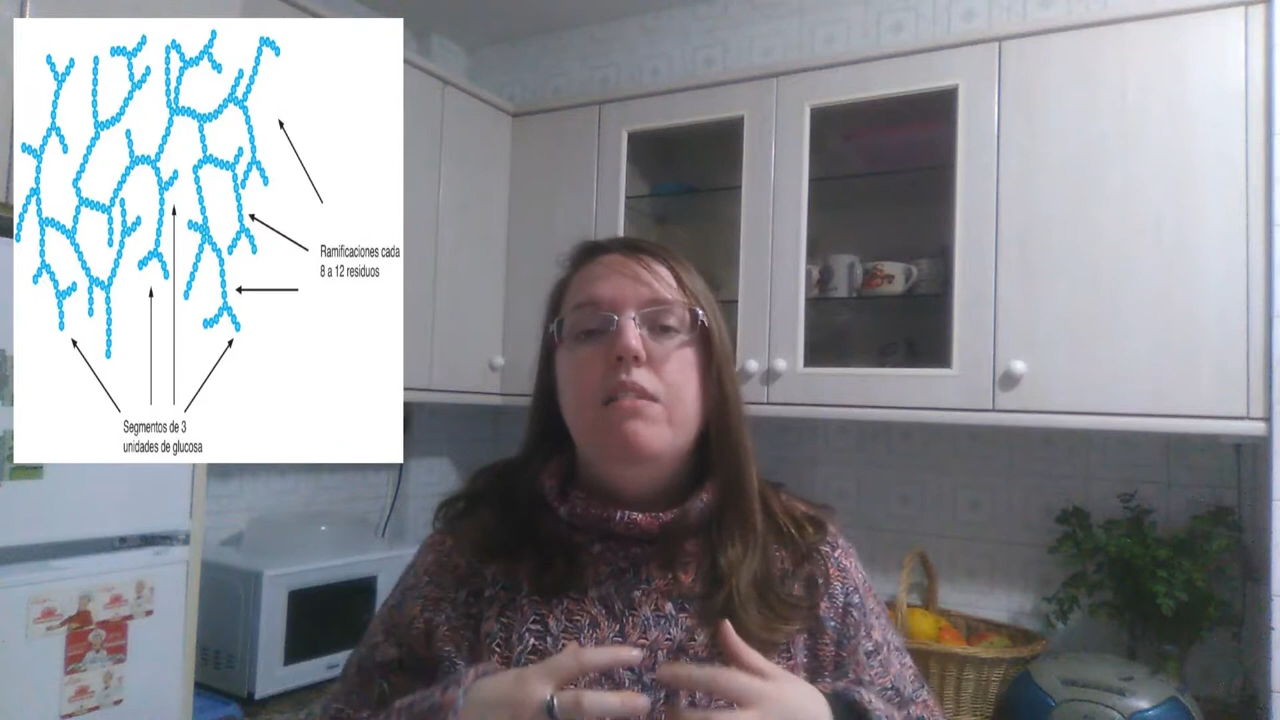 Ramificaciones cada
8 a 12 residuos
Segmentos de 3
unidades de glucosa